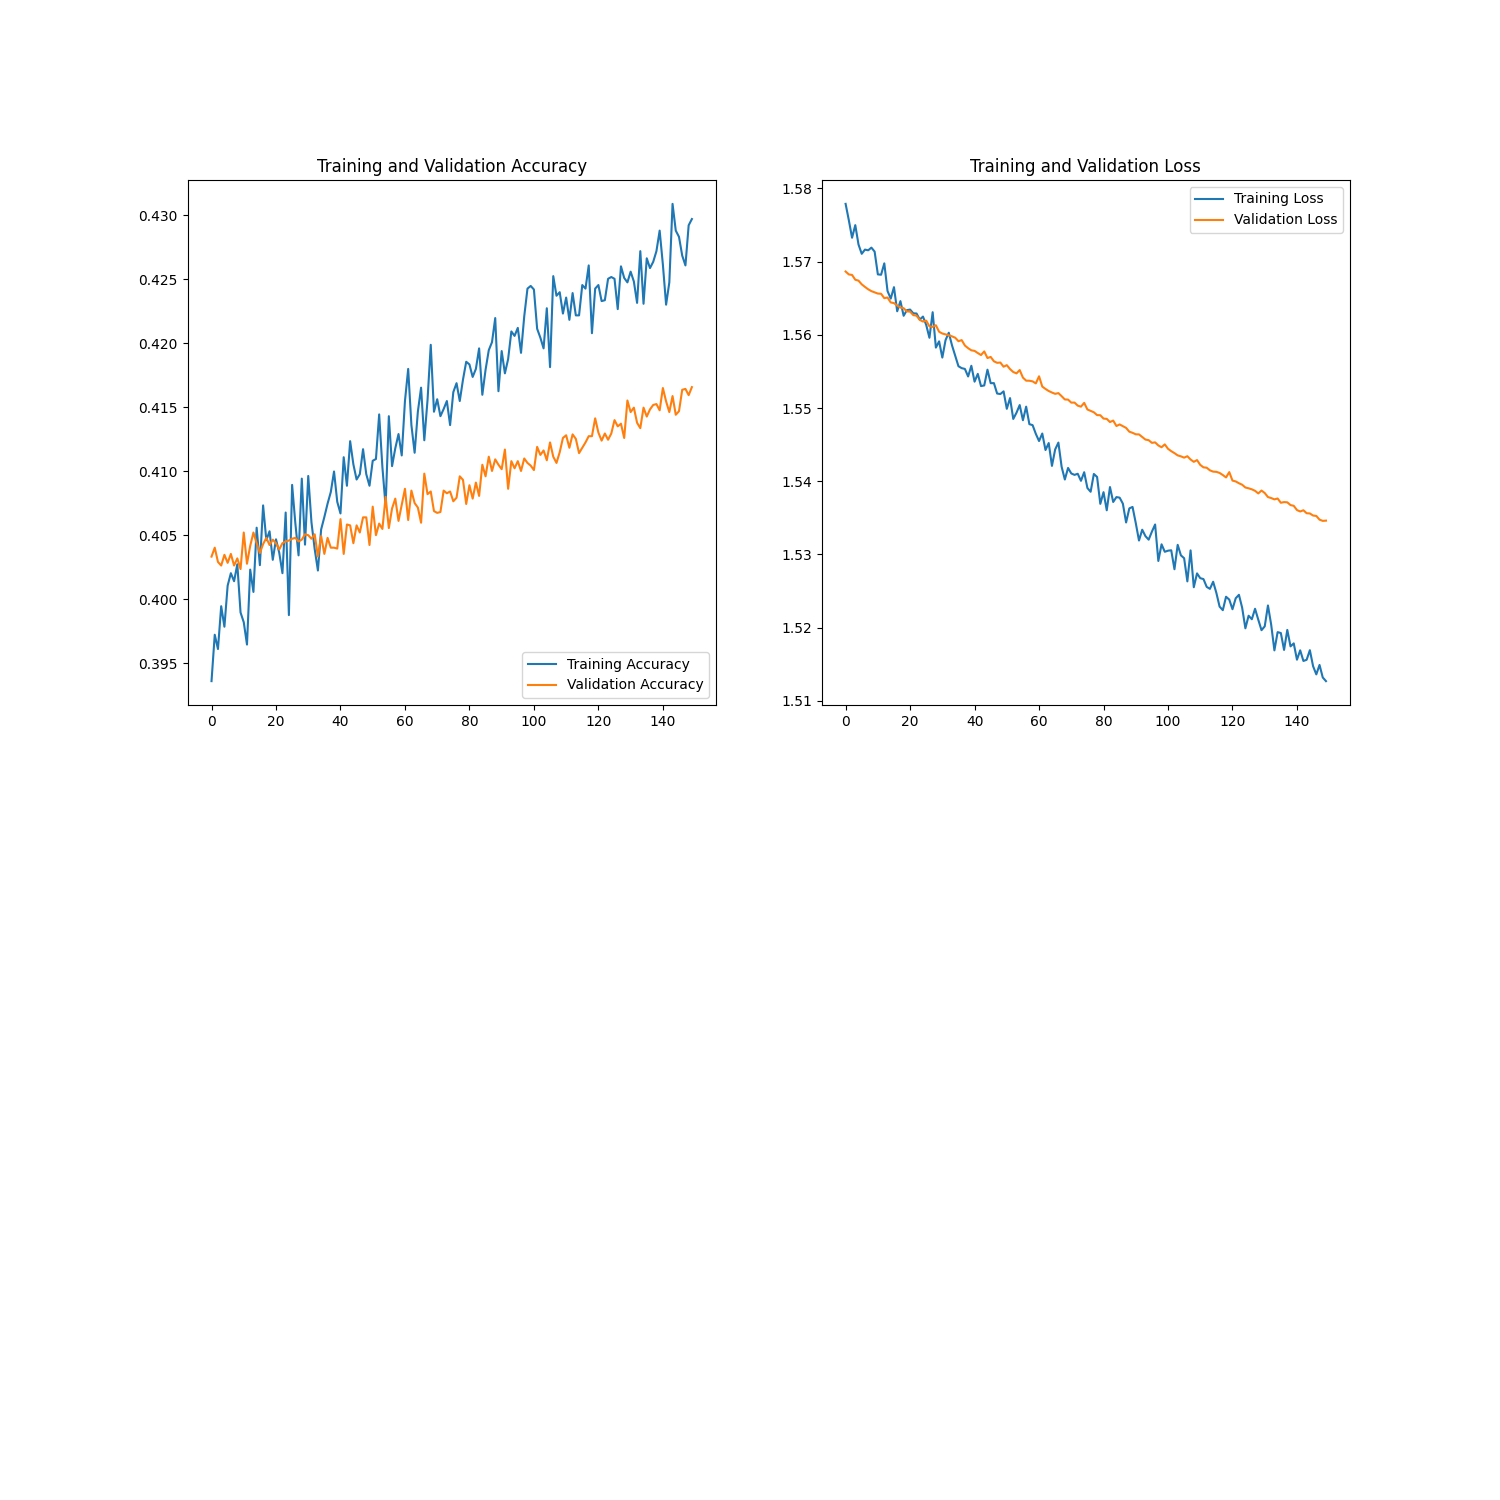 Training and Validation Accuracy
0.430
0.425
0.420
0.415
0.410
0.405
0.400
0.395
0 20 40 60 80 100 120 140
Training Accuracy
Validation Accuracy
Training and Validation Loss
1.58
1.57
1.56
1.55
1.54
1.53
1.52
1.51
0 20 40 60 80 100 120 140
Training Loss
Validation Loss